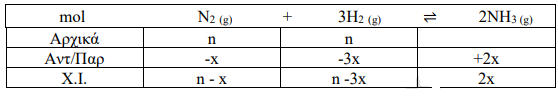 mol N₂ (g) + 3H₂ (g) ⇌ 2NH₃ (g)
Αρχικά n n
Αντ/Παρ -x -3x +2x
Χ.Ι. n - x n -3x 2x